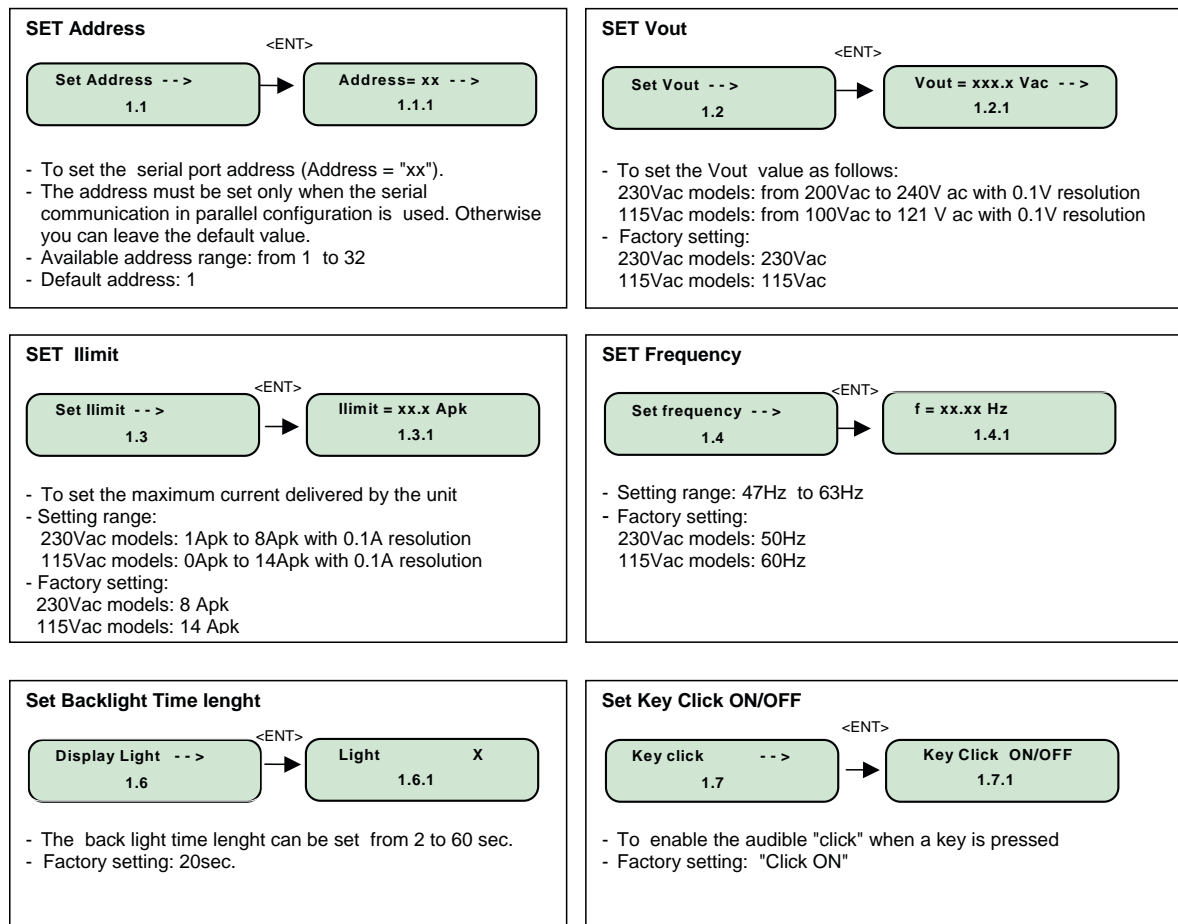 SET Address
<ENT>
Set Address - - >
1.1
Address= xx - - >
1.1.1
- To set the serial port address (Address = "xx").
- The address must be set only when the serial
communication in parallel configuration is used. Otherwise
you can leave the default value.
- Available address range: from 1 to 32
- Default address: 1
SET Vout
<ENT>
Set Vout - - >
1.2
Vout = xxx.x Vac - - >
1.2.1
- To set the Vout value as follows:
230Vac models: from 200Vac to 240V ac with 0.1V resolution
115Vac models: from 100Vac to 121 V ac with 0.1V resolution
- Factory setting:
230Vac models: 230Vac
115Vac models: 115Vac
SET Ilimit
<ENT>
Set Ilimit - - >
1.3
Ilimit = xx.x Apk
1.3.1
- To set the maximum current delivered by the unit
- Setting range:
230Vac models: 1Apk to 8Apk with 0.1A resolution
115Vac models: 0Apk to 14Apk with 0.1A resolution
- Factory setting:
230Vac models: 8 Apk
115Vac models: 14 Apk
SET Frequency
<ENT>
Set frequency - - >
1.4
f = xx.xx Hz
1.4.1
- Setting range: 47Hz to 63Hz
- Factory setting:
230Vac models: 50Hz
115Vac models: 60Hz
Set Backlight Time lenght
<ENT>
Display Light - - >
1.6
Light X
1.6.1
- The back light time lenght can be set from 2 to 60 sec.
- Factory setting: 20sec.
Set Key Click ON/OFF
<ENT>
Key click - - >
1.7
Key Click ON/OFF
1.7.1
- To enable the audible "click" when a key is pressed
- Factory setting: "Click ON"